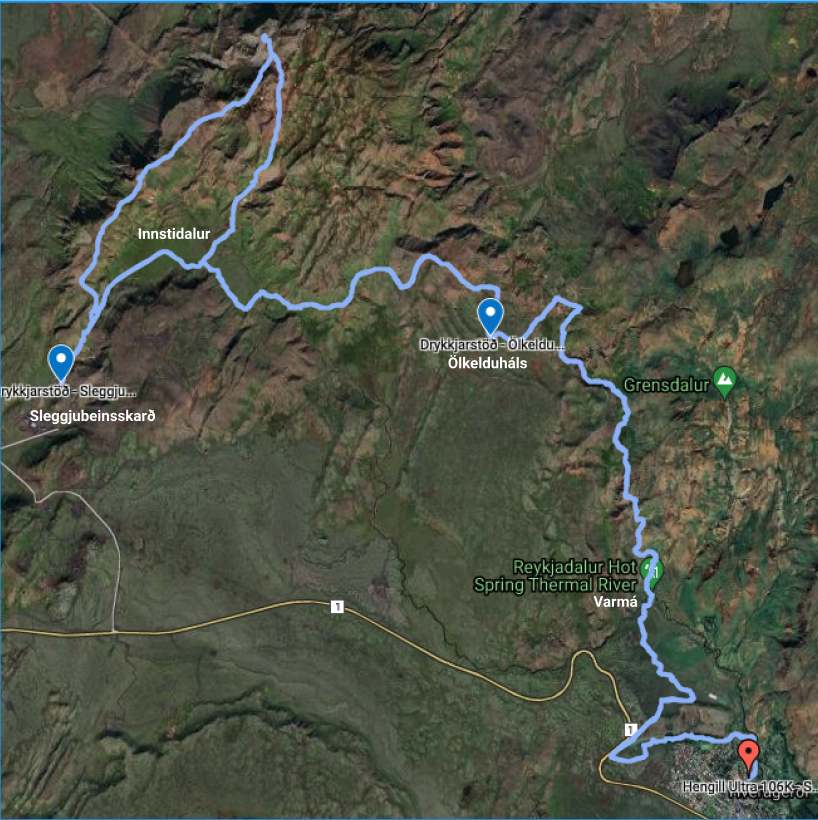 Innstidalur
Drykkjarstöð - Ölkeldu...
Ölkelduháls
Grensdalur
rykkjarstöð - Sleggju...
Sleggjubeinsskarð
Reykjadalur Hot
Spring Thermal River
Varmá
1
1
Hengill Ultra 106K - S...
Hveragerði